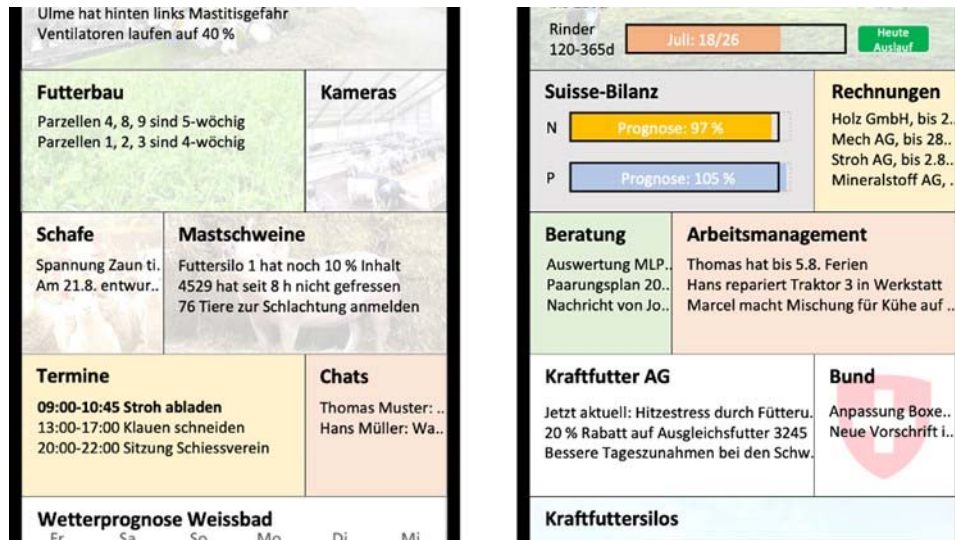 Ulme hat hinten links Mastitisgefahr
Ventilatoren laufen auf 40 %
Futterbau
Parzellen 4, 8, 9 sind 5-wöchig
Parzellen 1, 2, 3 sind 4-wöchig
Kameras
Schafe
Spannung Zaun ti.
Am 21.8. entwur..
Mastschweine
Futtersilo 1 hat noch 10 % Inhalt
4529 hat seit 8 h nicht gefressen
76 Tiere zur Schlachtung anmelden
Termine
09:00-10:45 Stroh abladen
13:00-17:00 Klauen schneiden
20:00-22:00 Sitzung Schiessverein
Chats
Thomas Muster: ..
Hans Müller: Wa..
Wetterprognose Weissbad
Fr Sa So Mo Di Mi
Rinder
120-365d
Juli: 18/26
Heute
Auslauf
Suisse-Bilanz
N Prognose: 97 %
P Prognose: 105 %
Rechnungen
Holz GmbH, bis 2..
Mech AG, bis 28..
Stroh AG, bis 2.8..
Mineralstoff AG, .
Beratung
Auswertung MLP..
Paarungsplan 20..
Nachricht von Jo..
Arbeitsmanagement
Thomas hat bis 5.8. Ferien
Hans repariert Traktor 3 in Werkstatt
Marcel macht Mischung für Kühe auf ..
Kraftfutter AG
Jetzt aktuell: Hitzestress durch Fütteru.
20 % Rabatt auf Ausgleichsfutter 3245
Bessere Tageszunahmen bei den Schw.
Bund
Anpassung Boxe..
Neue Vorschrift i..
Kraftfuttersilos